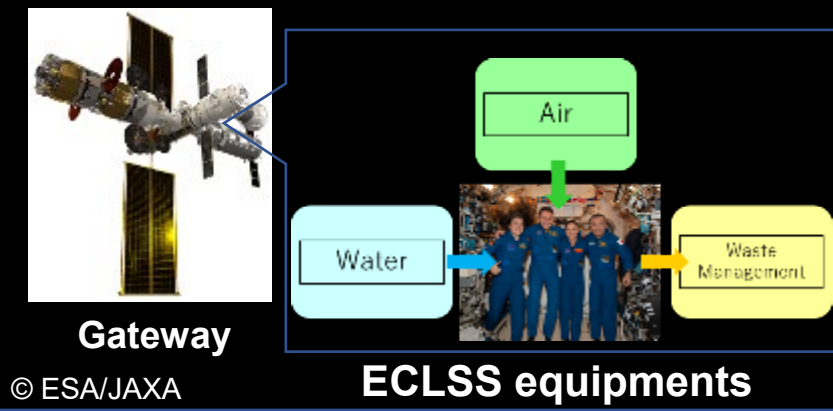 Air
Water
Waste
Management
Gateway
© ESA/JAXA
ECLSS equipments